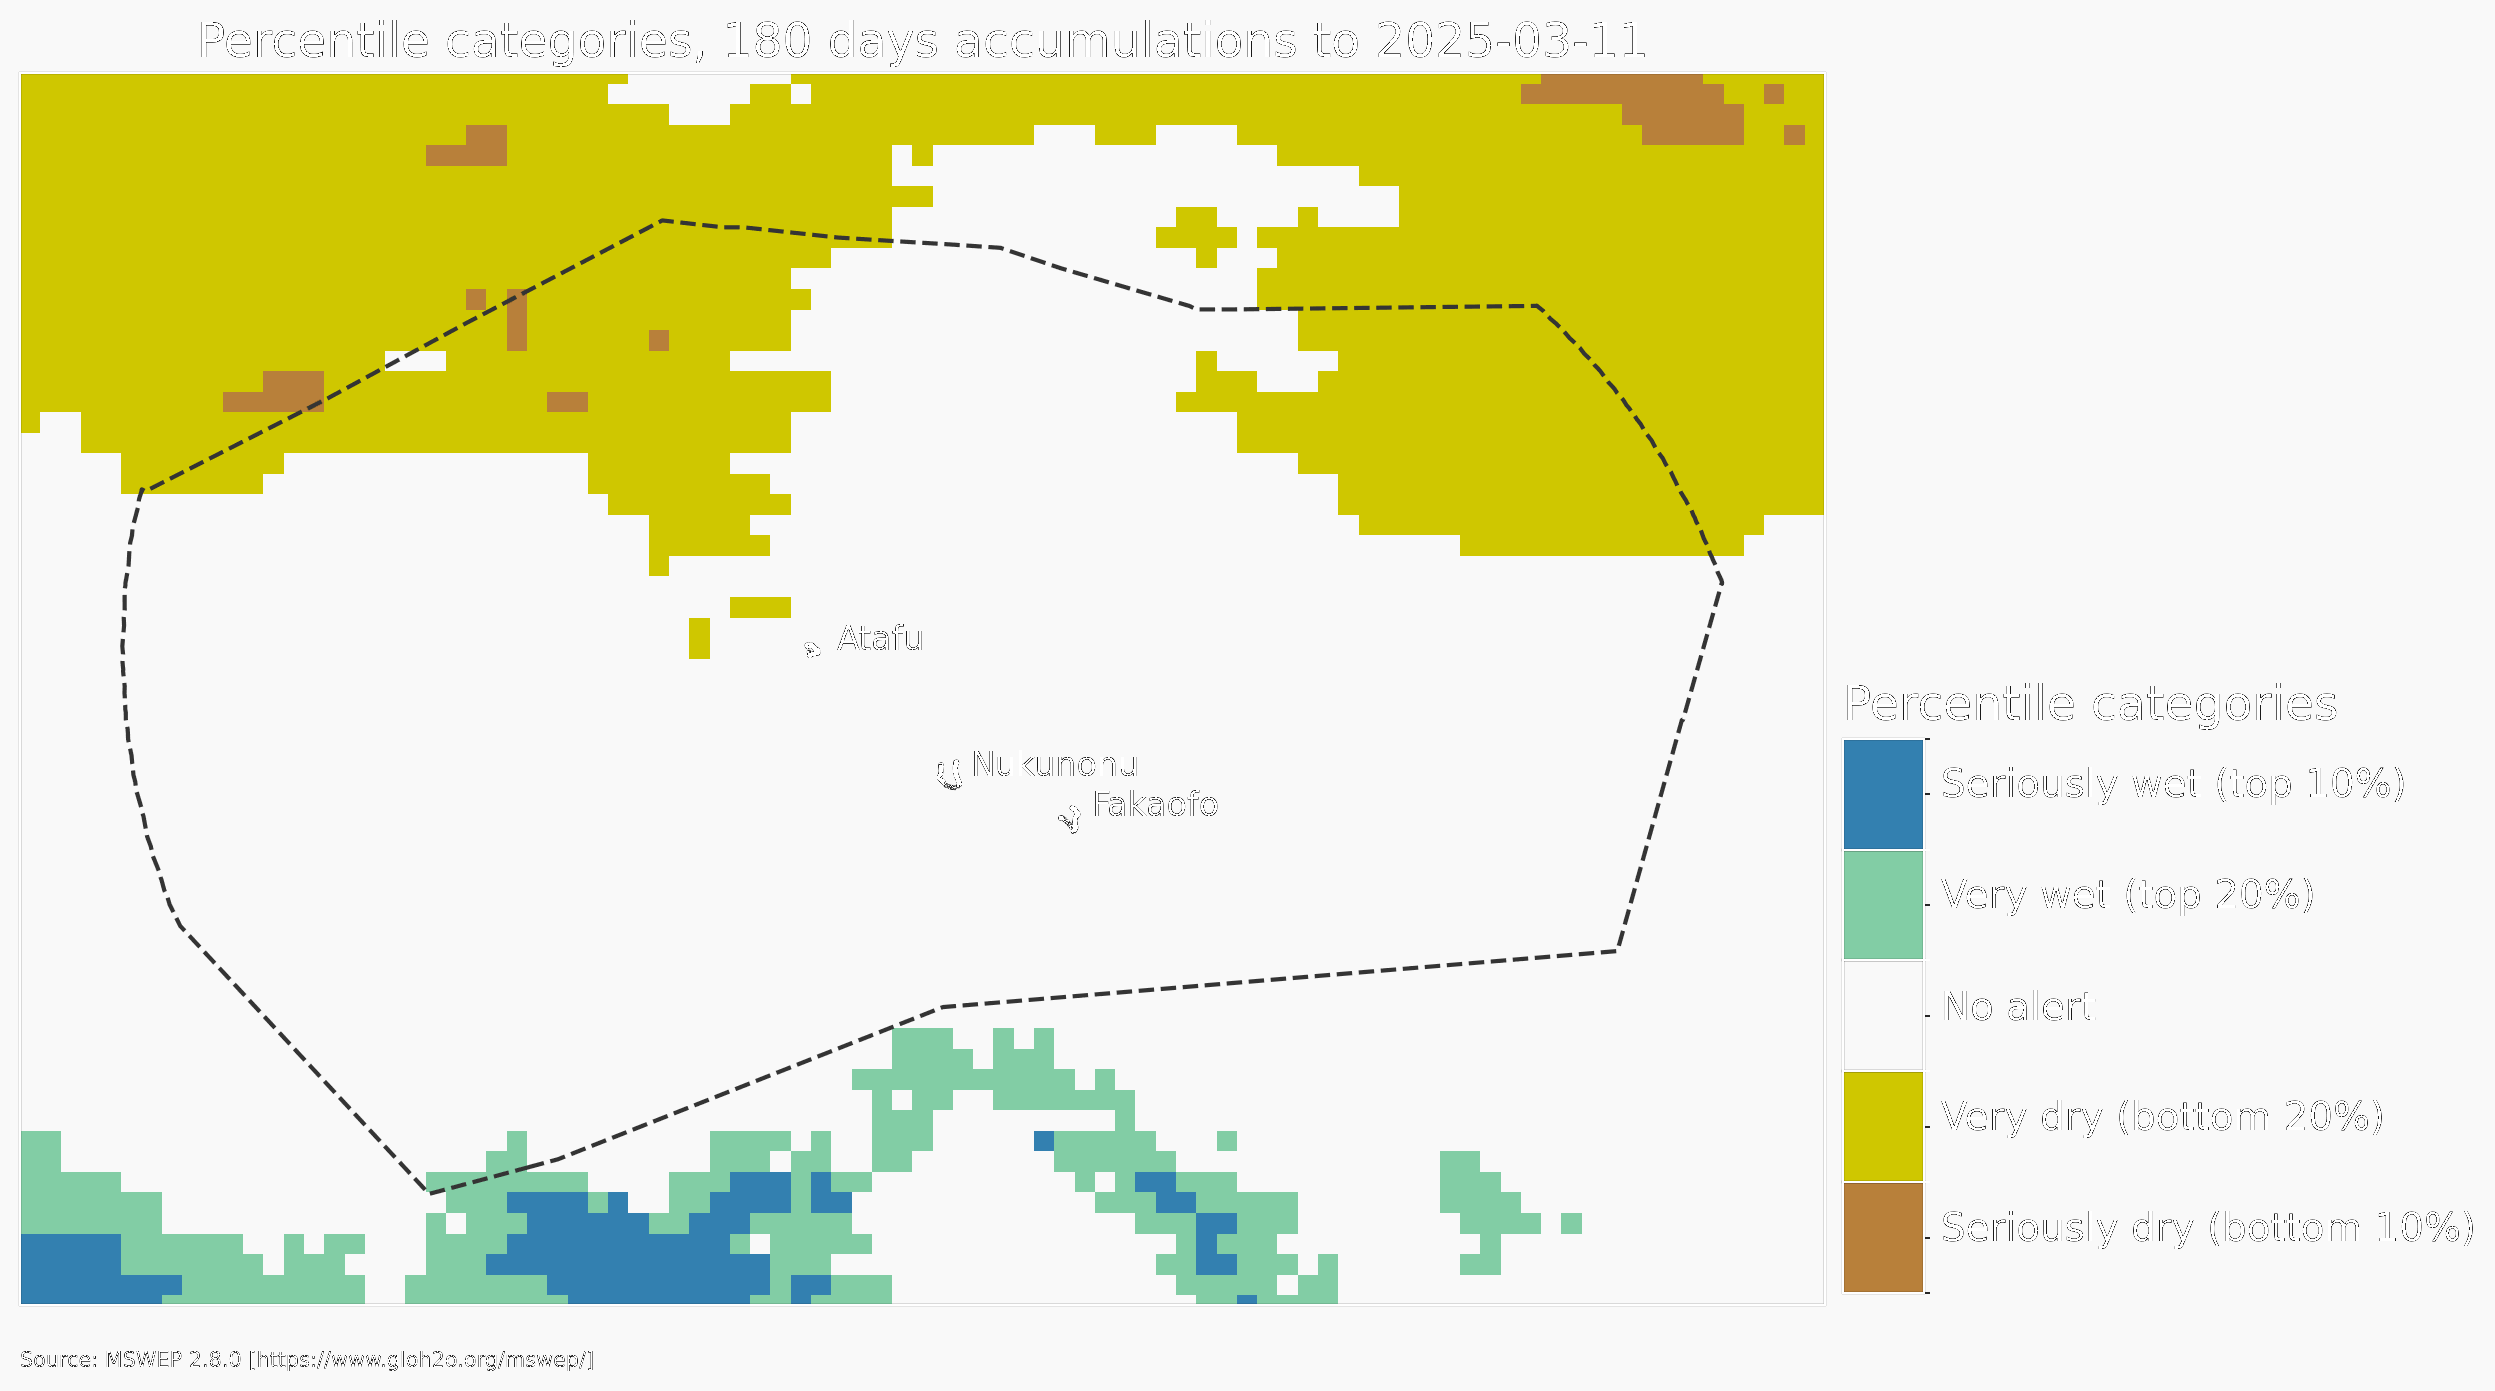 Percentile categories, 180 days accumulations to 2025-03-11
Atafu
Nukunonu
Fakaofo
Percentile categories
Seriously wet (top 10%)
Very wet (top 20%)
No alert
Very dry (bottom 20%)
Seriously dry (bottom 10%)
Source: MSWEP 2.8.0 [https://www.gloh2o.org/mswep/]